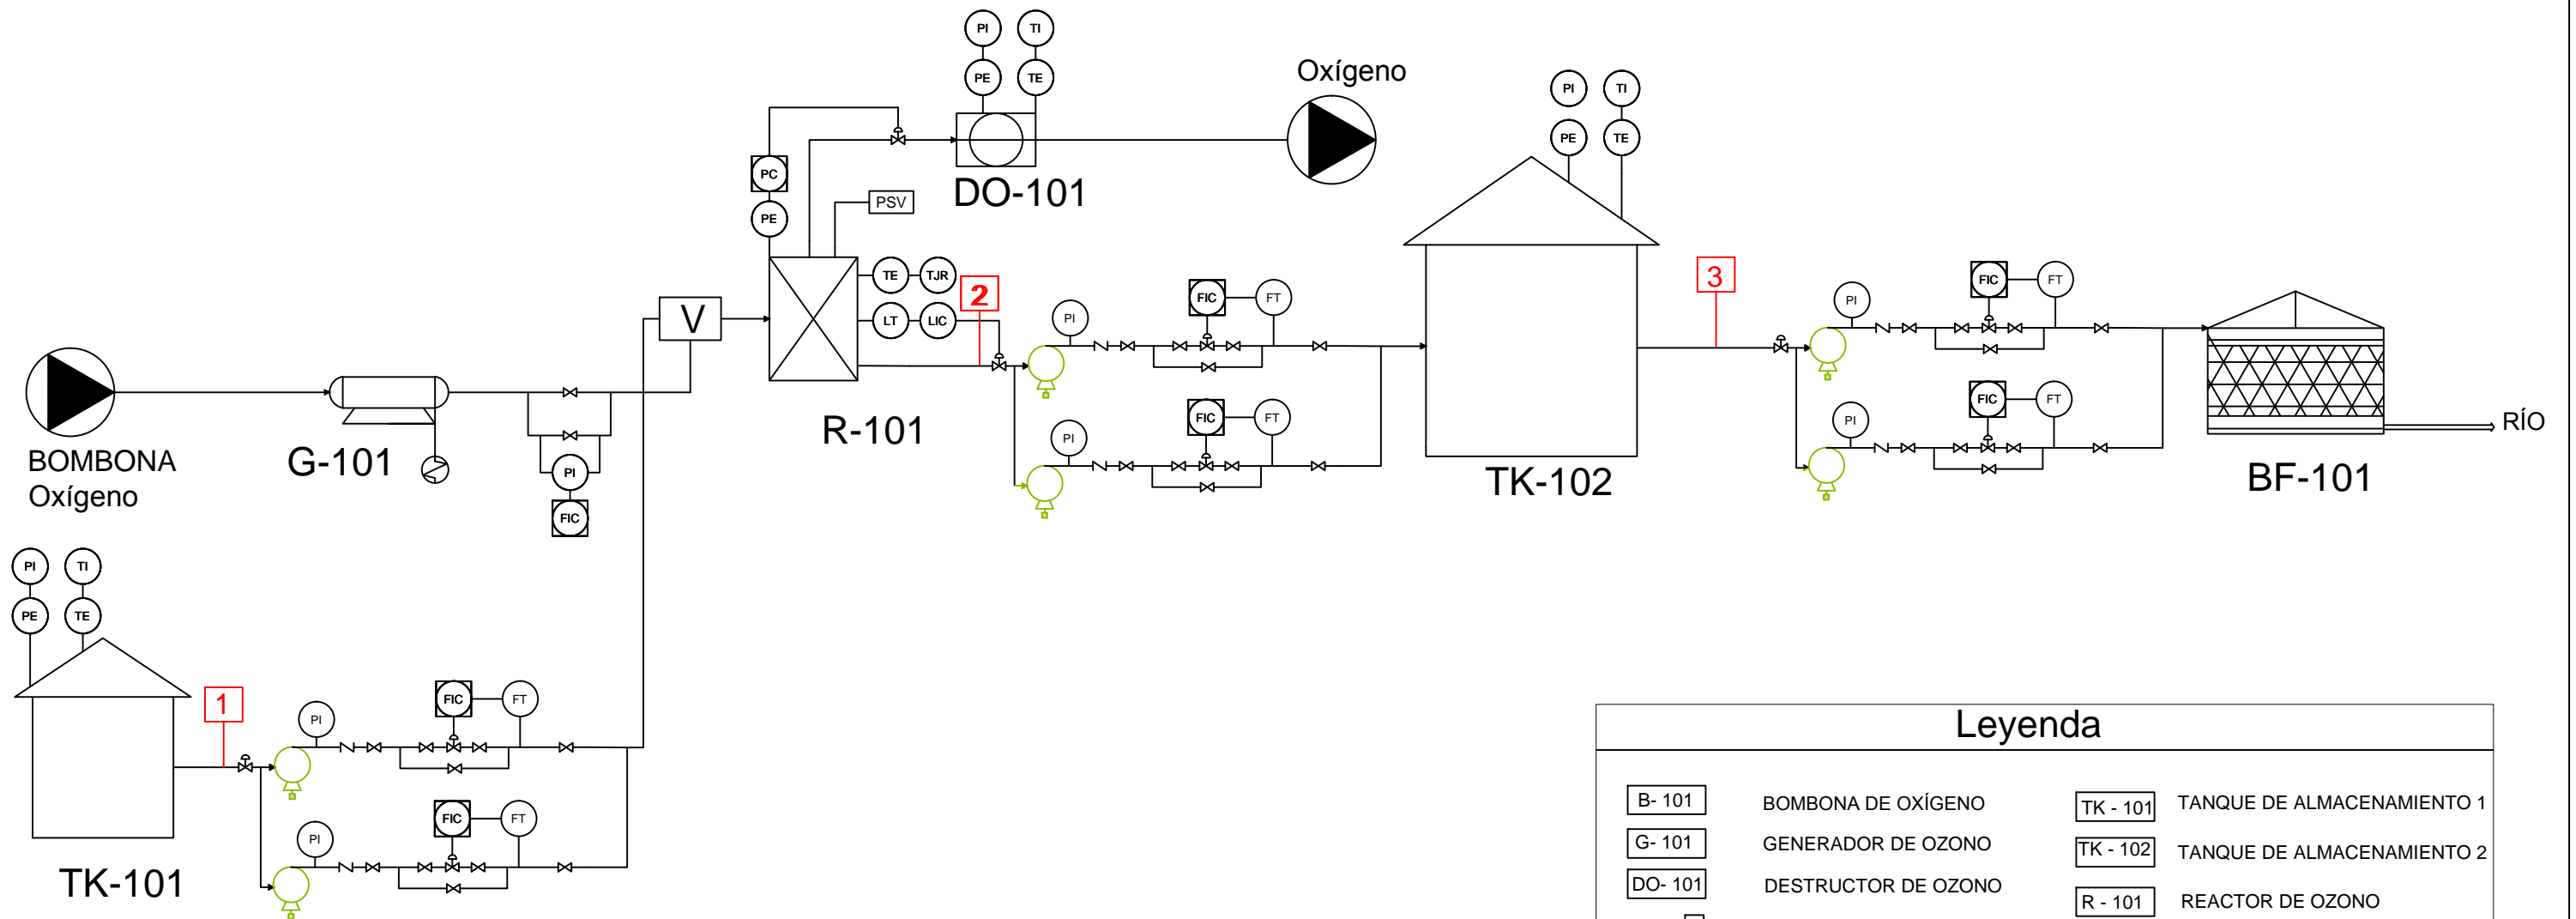 PI
TI
PE
TE
Oxígeno
PI
TI
PE
TE
PC
PE
PSV
DO-101
TE
TJR
2
LT
LIC
V
PI
FIC
FT
3
PI
FIC
FT
BOMBONA
Oxígeno
G-101
PI
FIC
R-101
PI
FIC
FT
TK-102
PI
FIC
FT
BF-101
RÍO
PI
TI
PE
TE
1
PI
FIC
FT
PI
FIC
FT
TK-101
Leyenda
B- 101 BOMBONA DE OXÍGENO
TK - 101 TANQUE DE ALMACENAMIENTO 1
G- 101 GENERADOR DE OZONO
TK - 102 TANQUE DE ALMACENAMIENTO 2
DO- 101 DESTRUCTOR DE OZONO
R - 101 REACTOR DE OZONO